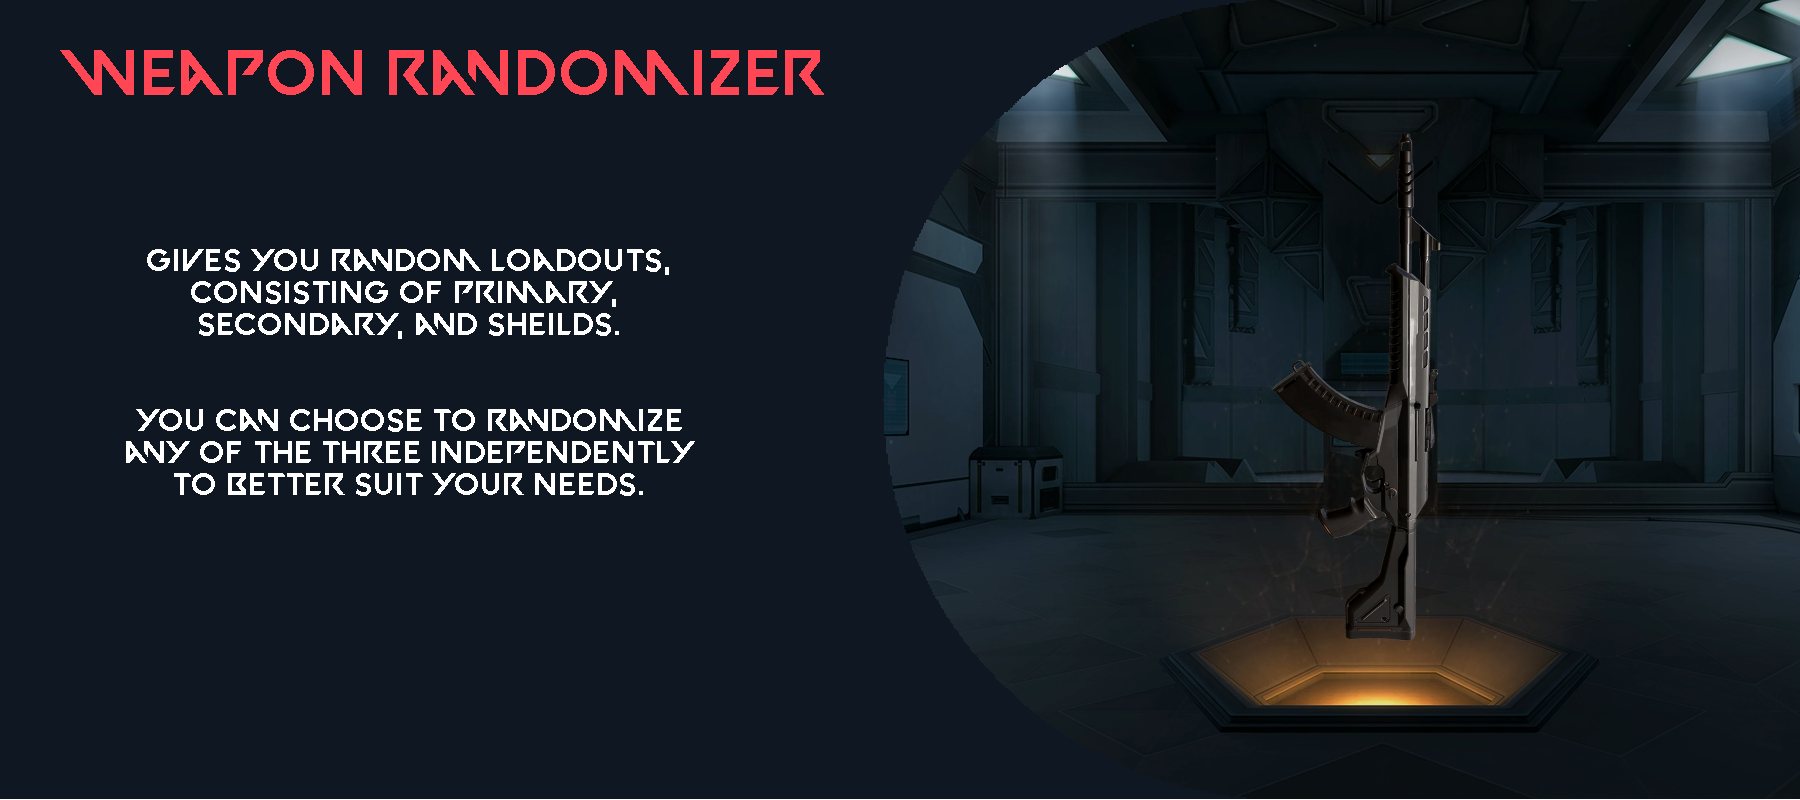 WEAPON RANDOMIZER
GIVES YOU RANDOM LOADOUTS,
CONSISTING OF PRIMARY,
SECONDARY, AND SHEILDS.
YOU CAN CHOOSE TO RANDOMIZE
ANY OF THE THREE INDEPENDENTLY
TO BETTER SUIT YOUR NEEDS.